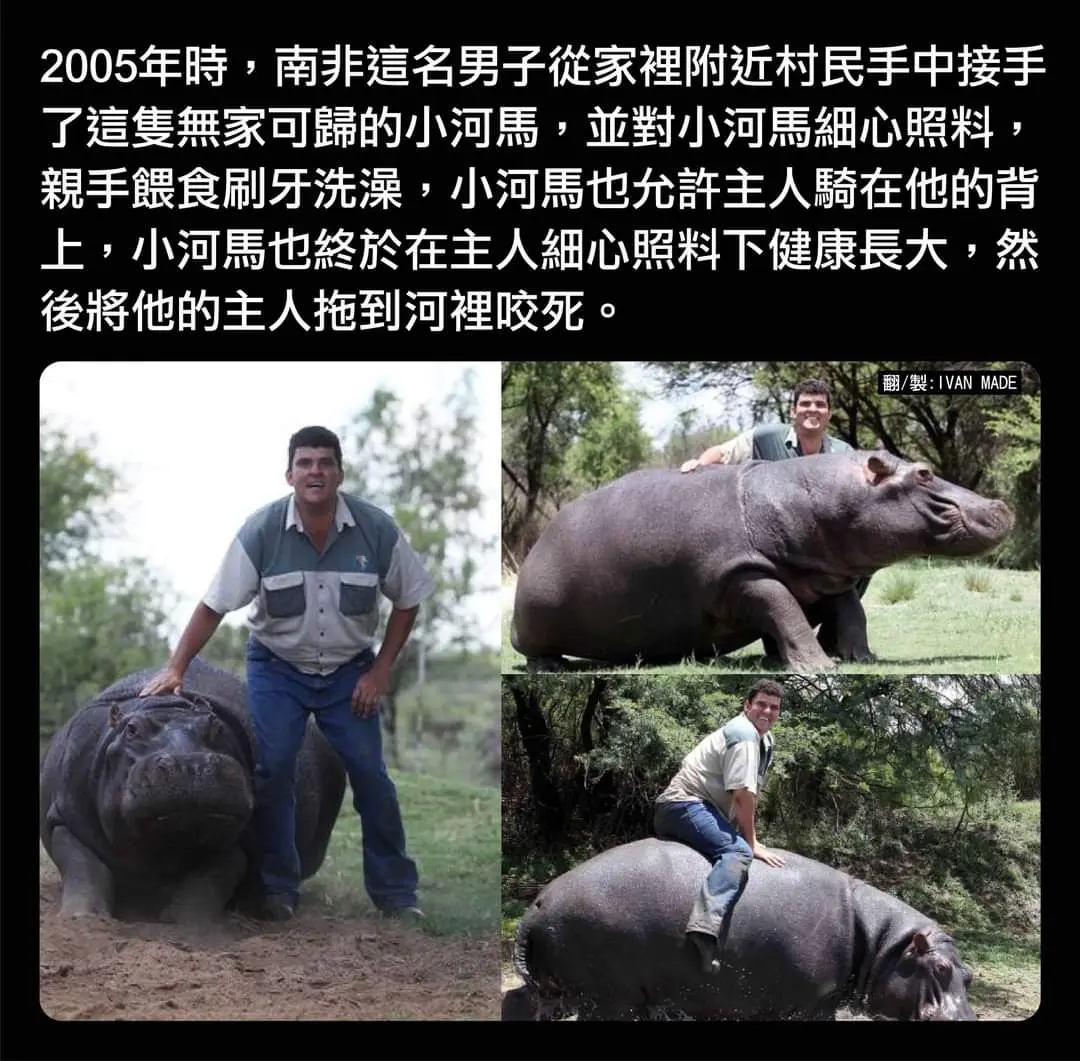 2005年時，南非這名男子從家裡附近村民手中接手
了這隻無家可歸的小河馬，並對小河馬細心照料，
親手餵食刷牙洗澡，小河馬也允許主人騎在他的背
上，小河馬也終於在主人細心照料下健康長大，然
後將他的主人拖到河裡咬死。
翻/製:IVAN MADE